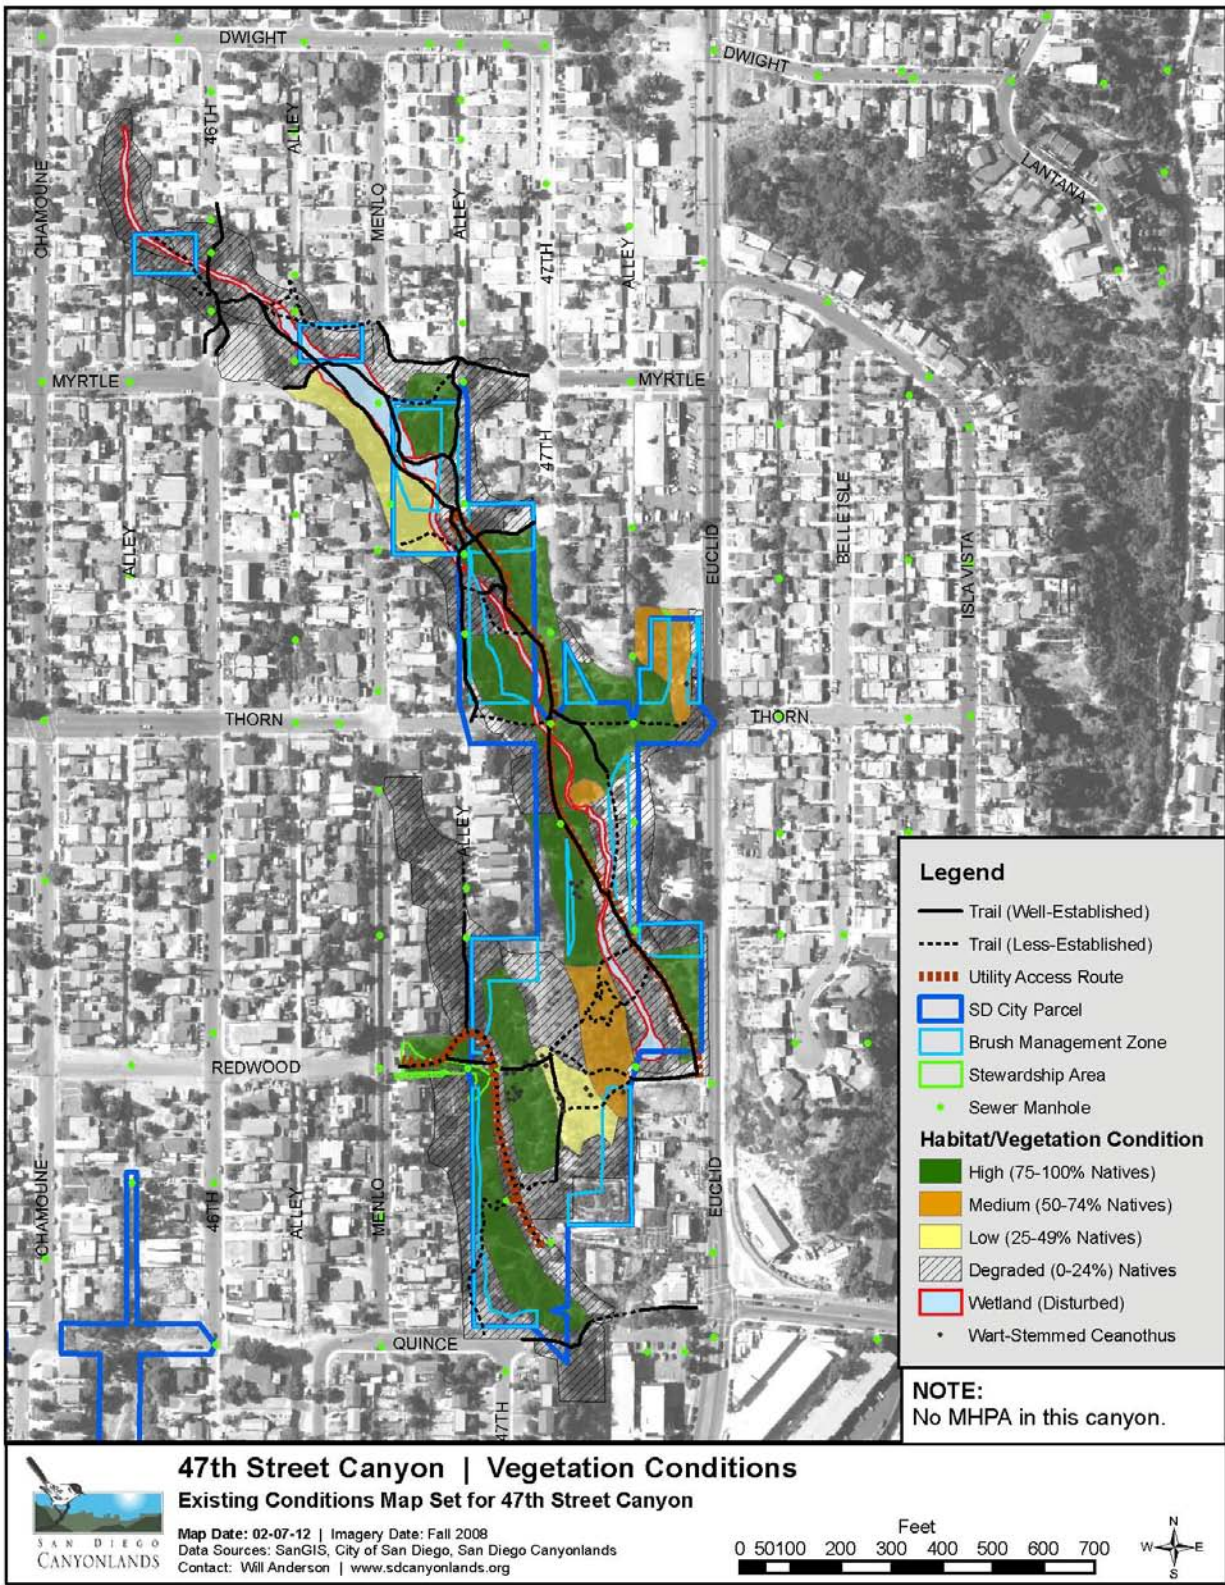 DWIGHT
DWIGHT
CHAMOUNE
46TH
ALLEY
MENLO
ALLEY
47TH
ALLEY
LANTANA
MYRTLE
MYRTLE
47TH
ALLEY
EUCLID
BELLE ISLE
ISLA VISTA
THORN
THORN
ALLEY
REDWOOD
CHAMOUNE
46TH
ALLEY
MENLO
EUCLID
QUINCE
47TH
Legend
Trail (Well-Established)
Trail (Less-Established)
Utility Access Route
SD City Parcel
Brush Management Zone
Stewardship Area
Sewer Manhole
Habitat/Vegetation Condition
High (75-100% Natives)
Medium (50-74% Natives)
Low (25-49% Natives)
Degraded (0-24%) Natives
Wetland (Disturbed)
Wart-Stemmed Ceanothus
NOTE:
No MHPA in this canyon.
SAN DIEGO
CANYONLANDS
47th Street Canyon | Vegetation Conditions
Existing Conditions Map Set for 47th Street Canyon
Map Date: 02-07-12 | Imagery Date: Fall 2008
Data Sources: SanGIS, City of San Diego, San Diego Canyonlands
Contact: Will Anderson | www.sdcanyonlands.org
Feet
0 50100 200 300 400 500 600 700
N
W E
S